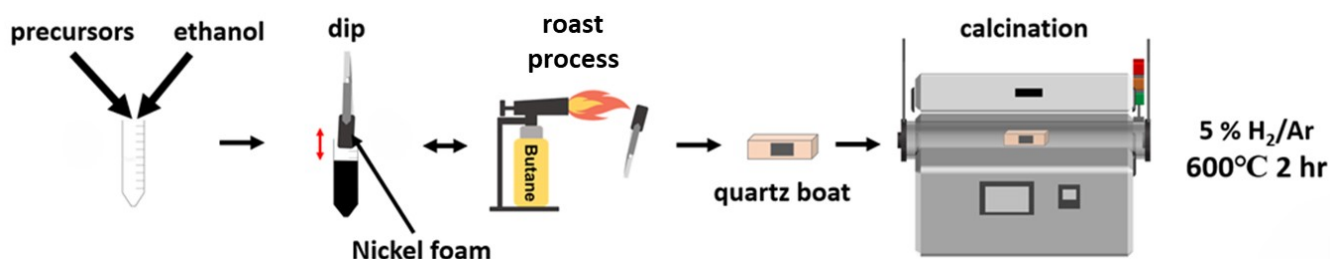 precursors
ethanol
dip
Nickel foam
roast
process
Butane
quartz boat
calcination
5 % H₂/Ar
600℃ 2 hr